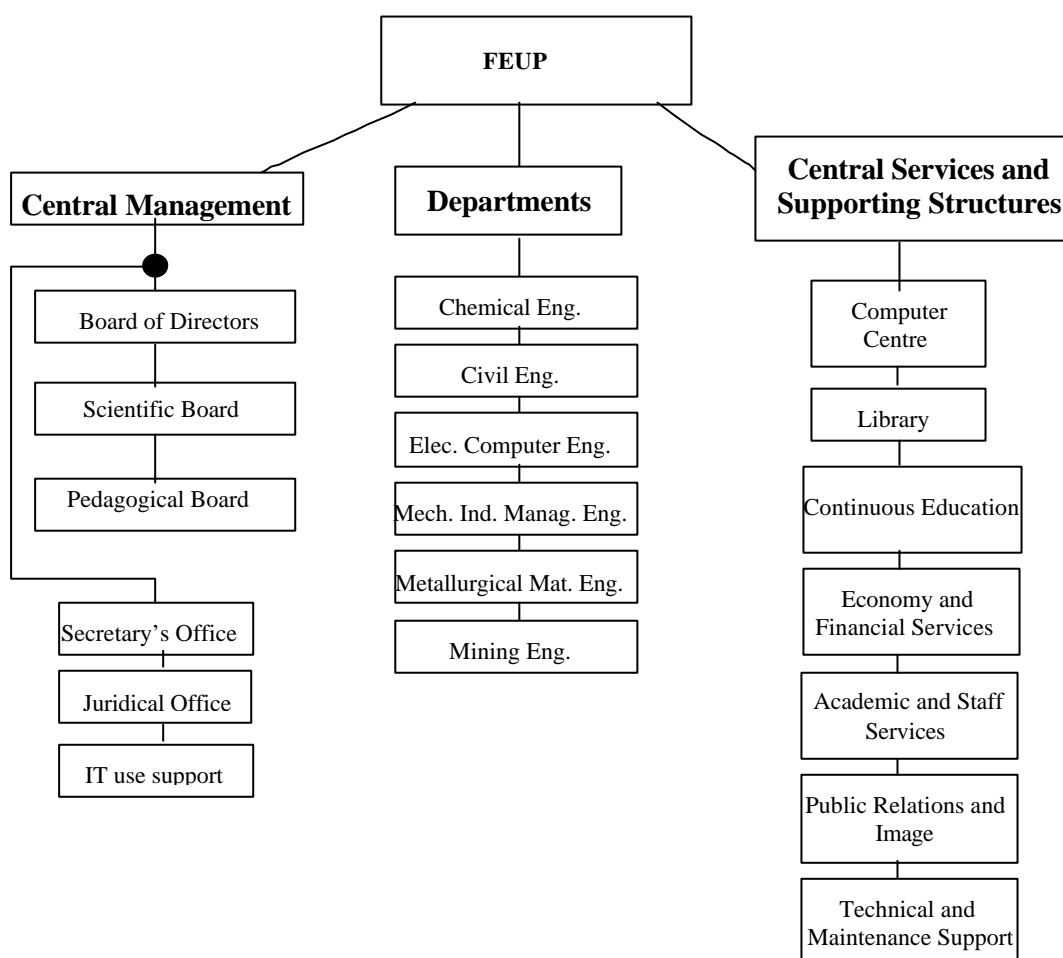 FEUP
Central Management
Board of Directors
Scientific Board
Pedagogical Board
Secretary’s Office
Juridical Office
IT use support
Departments
Chemical Eng.
Civil Eng.
Elec. Computer Eng.
Mech. Ind. Manag. Eng.
Metallurgical Mat. Eng.
Mining Eng.
Central Services and
Supporting Structures
Computer
Centre
Library
Continuous Education
Economy and
Financial Services
Academic and Staff
Services
Public Relations and
Image
Technical and
Maintenance Support